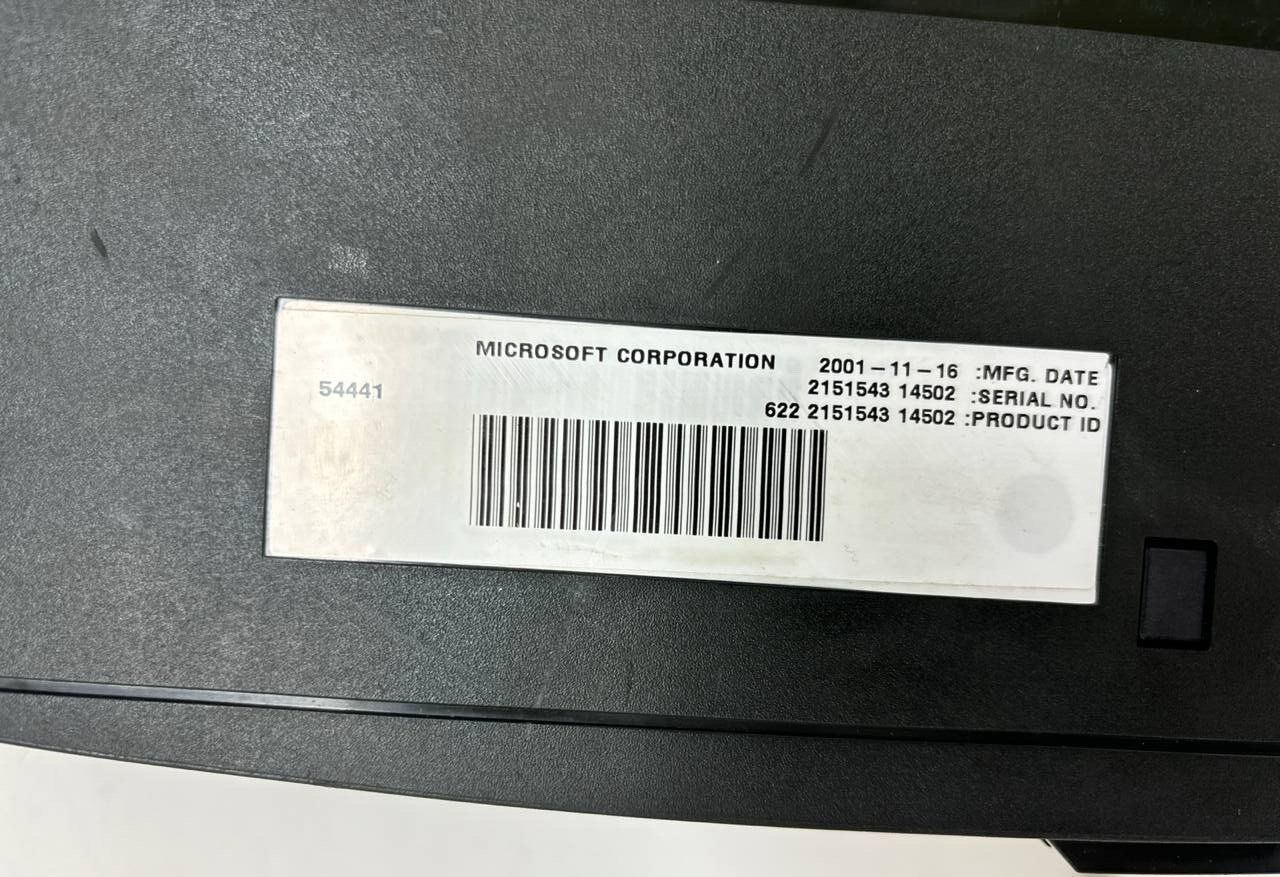 MICROSOFT CORPORATION
2001-11-16 :MFG. DATE
2151543 14502 :SERIAL NO.
622 2151543 14502 :PRODUCT ID
54441